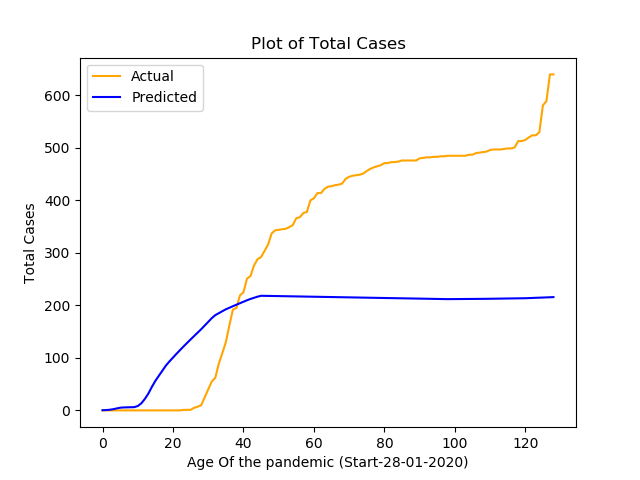 Plot of Total Cases
Actual
Predicted
600
500
400
300
200
100
0
Total Cases
0 20 40 60 80 100 120
Age Of the pandemic (Start-28-01-2020)